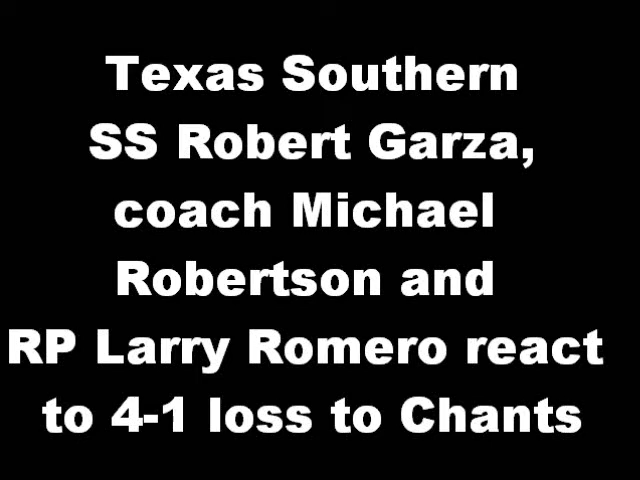 Texas Southern
SS Robert Garza,
coach Michael
Robertson and
RP Larry Romero react
to 4-1 loss to Chants